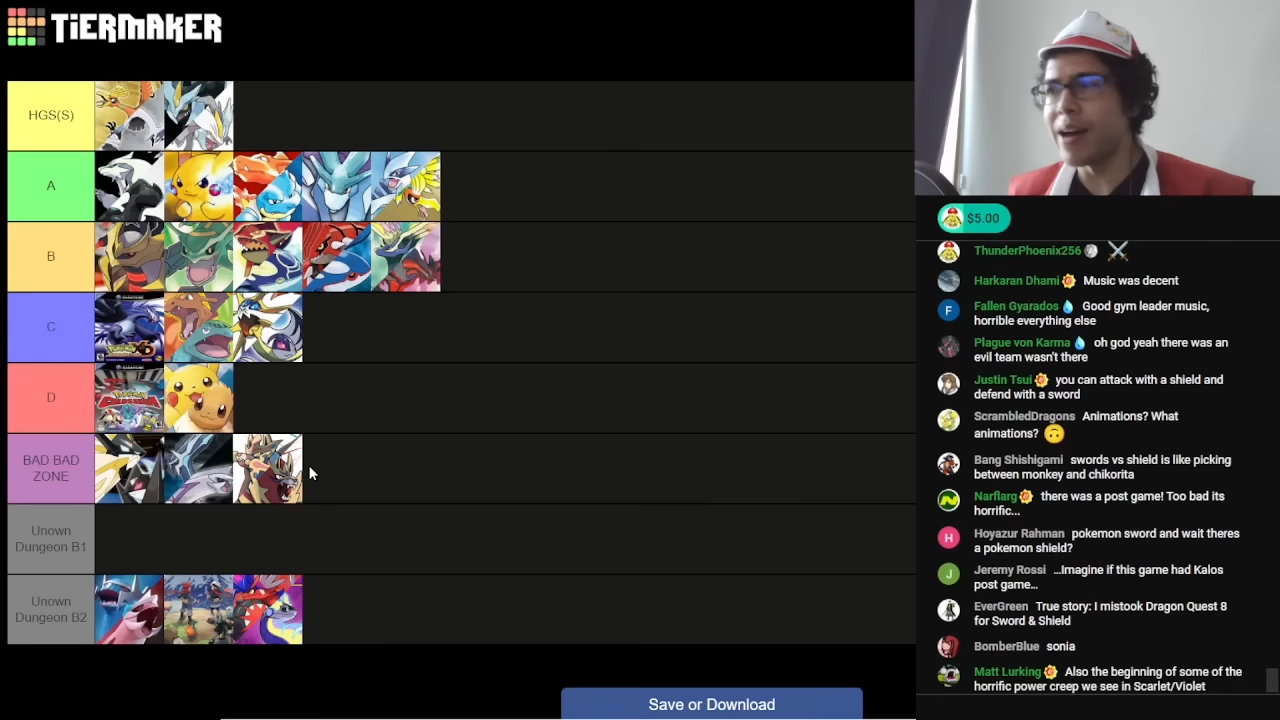 TiERMAKER
HGS(S)
A
B
C
D
BAD BAD
ZONE
Unown
Dungeon B1
Unown
Dungeon B2
Save or Download
$5.00
ThunderPhoenix256
Harkaran Dhami Music was decent
Fallen Gyarados Good gym leader music,
horrible everything else
Plague von Karma oh god yeah there was an
evil team wasn't there
Justin Tsui you can attack with a shield and
defend with a sword
ScrambledDragons Animations? What
animations?
Bang Shishigami swords vs shield is like picking
between monkey and chikorita
Narflarg there was a post game! Too bad its
horrific...
Hoyazur Rahman pokemon sword and wait theres
a pokemon shield?
Jeremy Rossi ...Imagine if this game had Kalos
post game...
EverGreen True story: I mistook Dragon Quest 8
for Sword & Shield
BomberBlue sonia
Matt Lurking Also the beginning of some of the
horrific power creep we see in Scarlet/Violet